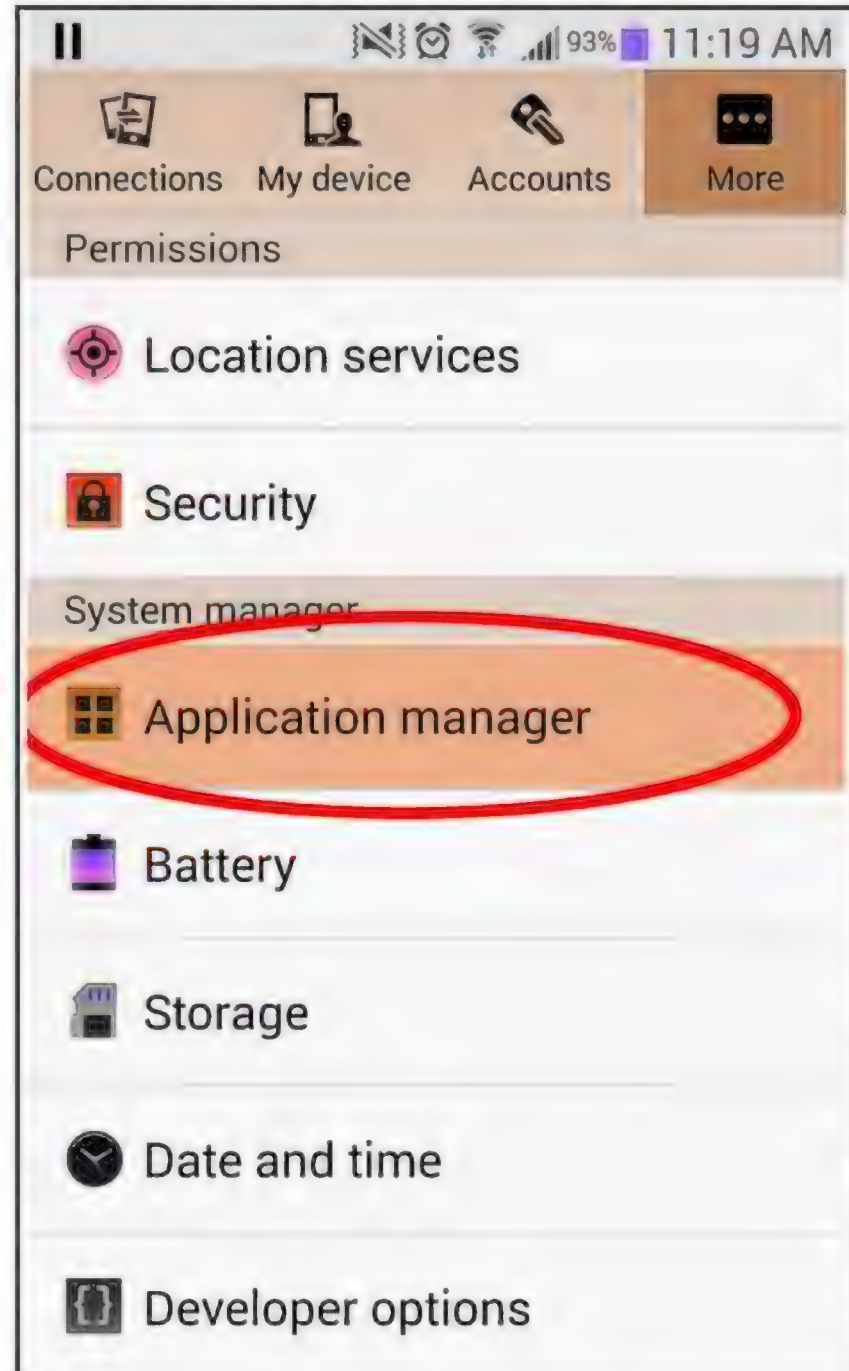 93% 11:19 AM
Connections My device Accounts More
Permissions
Location services
Security
System manager
Application manager
Battery
Storage
Date and time
Developer options